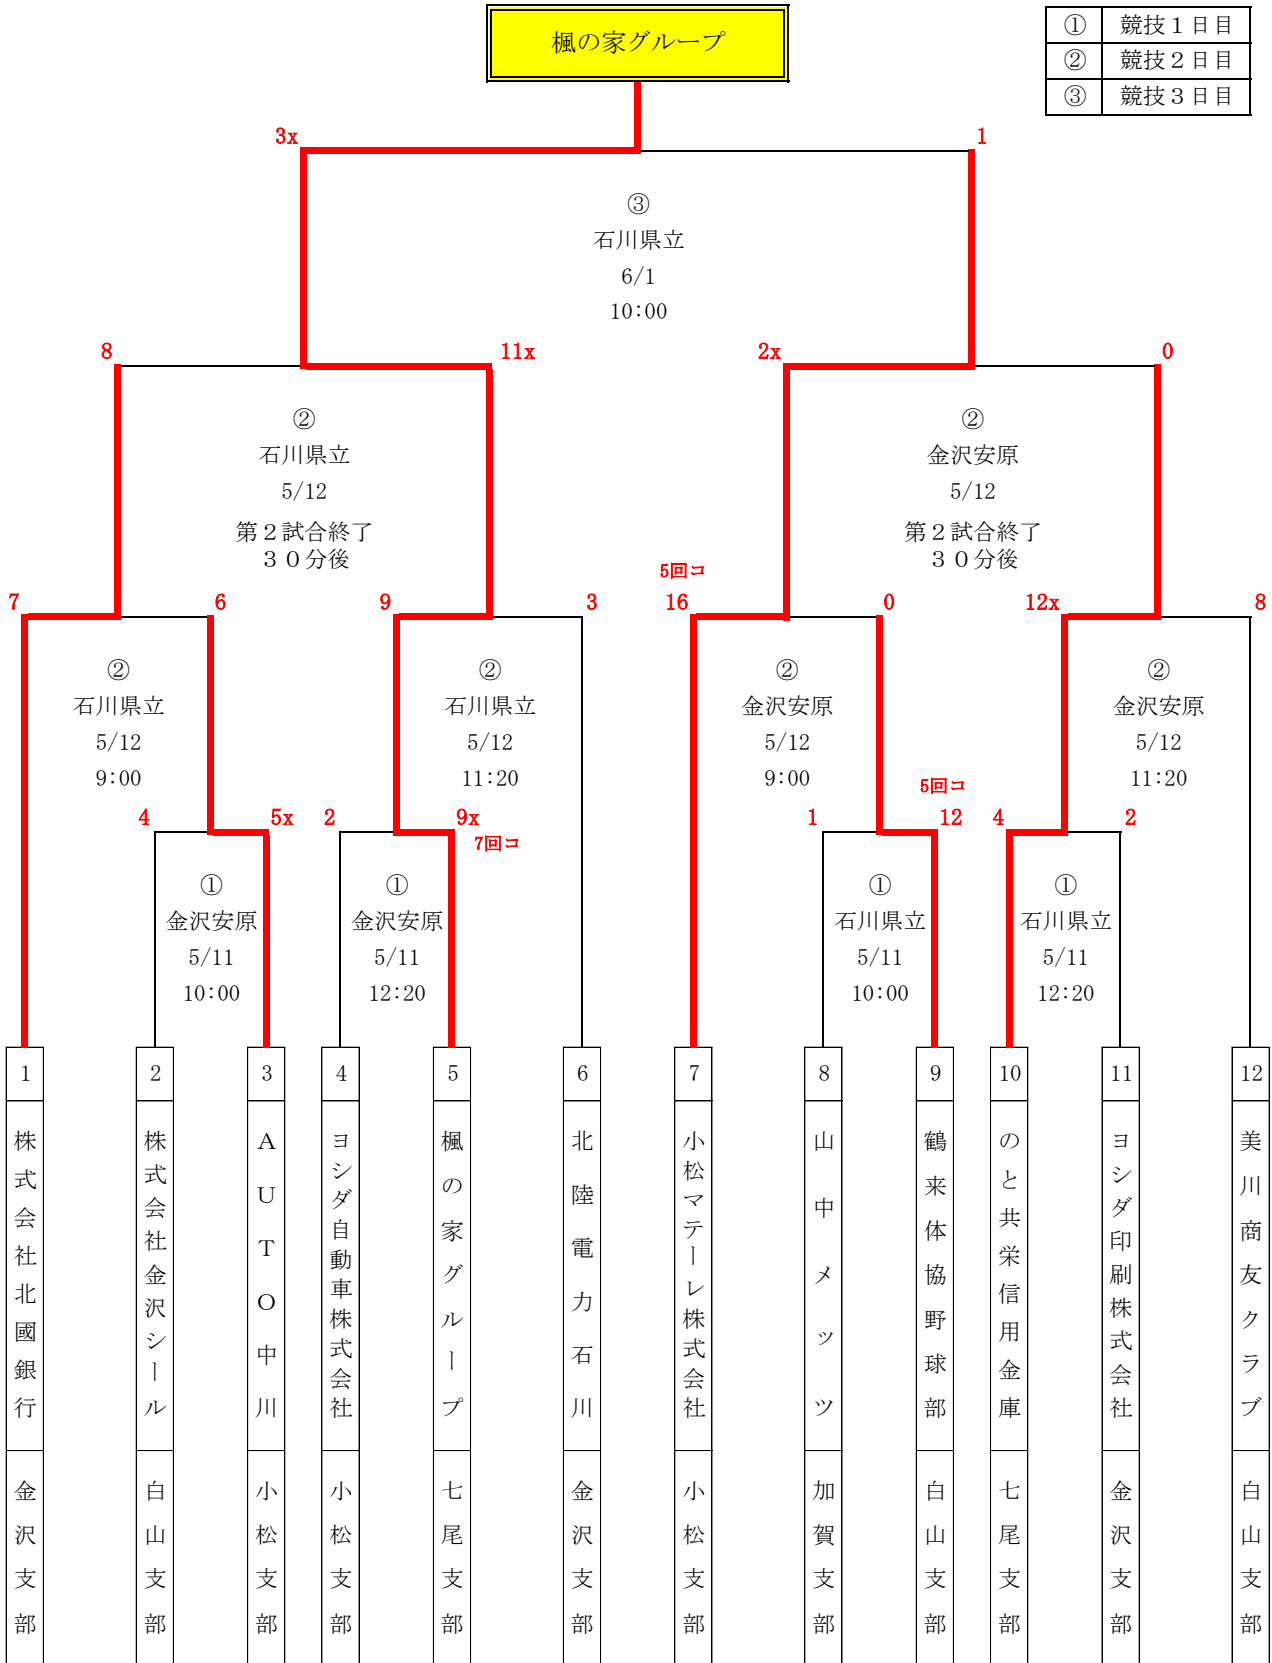 楓の家グループ
① 競技１日目
② 競技２日目
③ 競技３日目
3x 1
③
石川県立
6/1
10:00
8 11x 2x 0
②
石川県立
5/12
第２試合終了
３０分後
②
金沢安原
5/12
第２試合終了
３０分後
5回コ
7 6 9 3 16 0 12x 8
②
石川県立
5/12
9:00
②
石川県立
5/12
11:20
②
金沢安原
5/12
9:00
②
金沢安原
5/12
11:20
5回コ
4 5x 2 9x 1 12 4 2
7回コ
①
金沢安原
5/11
10:00
①
金沢安原
5/11
12:20
①
石川県立
5/11
10:00
①
石川県立
5/11
12:20
1
株式会社北國銀行
金沢支部
2
株式会社金沢シール
白山支部
3
ＡＵＴＯ中川
小松支部
4
ヨシダ自動車株式会社
小松支部
5
楓の家グループ
七尾支部
6
北陸電力石川
金沢支部
7
小松マテーレ株式会社
小松支部
8
山中メッツ
加賀支部
9
鶴来体協野球部
白山支部
10
のと共栄信用金庫
七尾支部
11
ヨシダ印刷株式会社
金沢支部
12
美川商友クラブ
白山支部